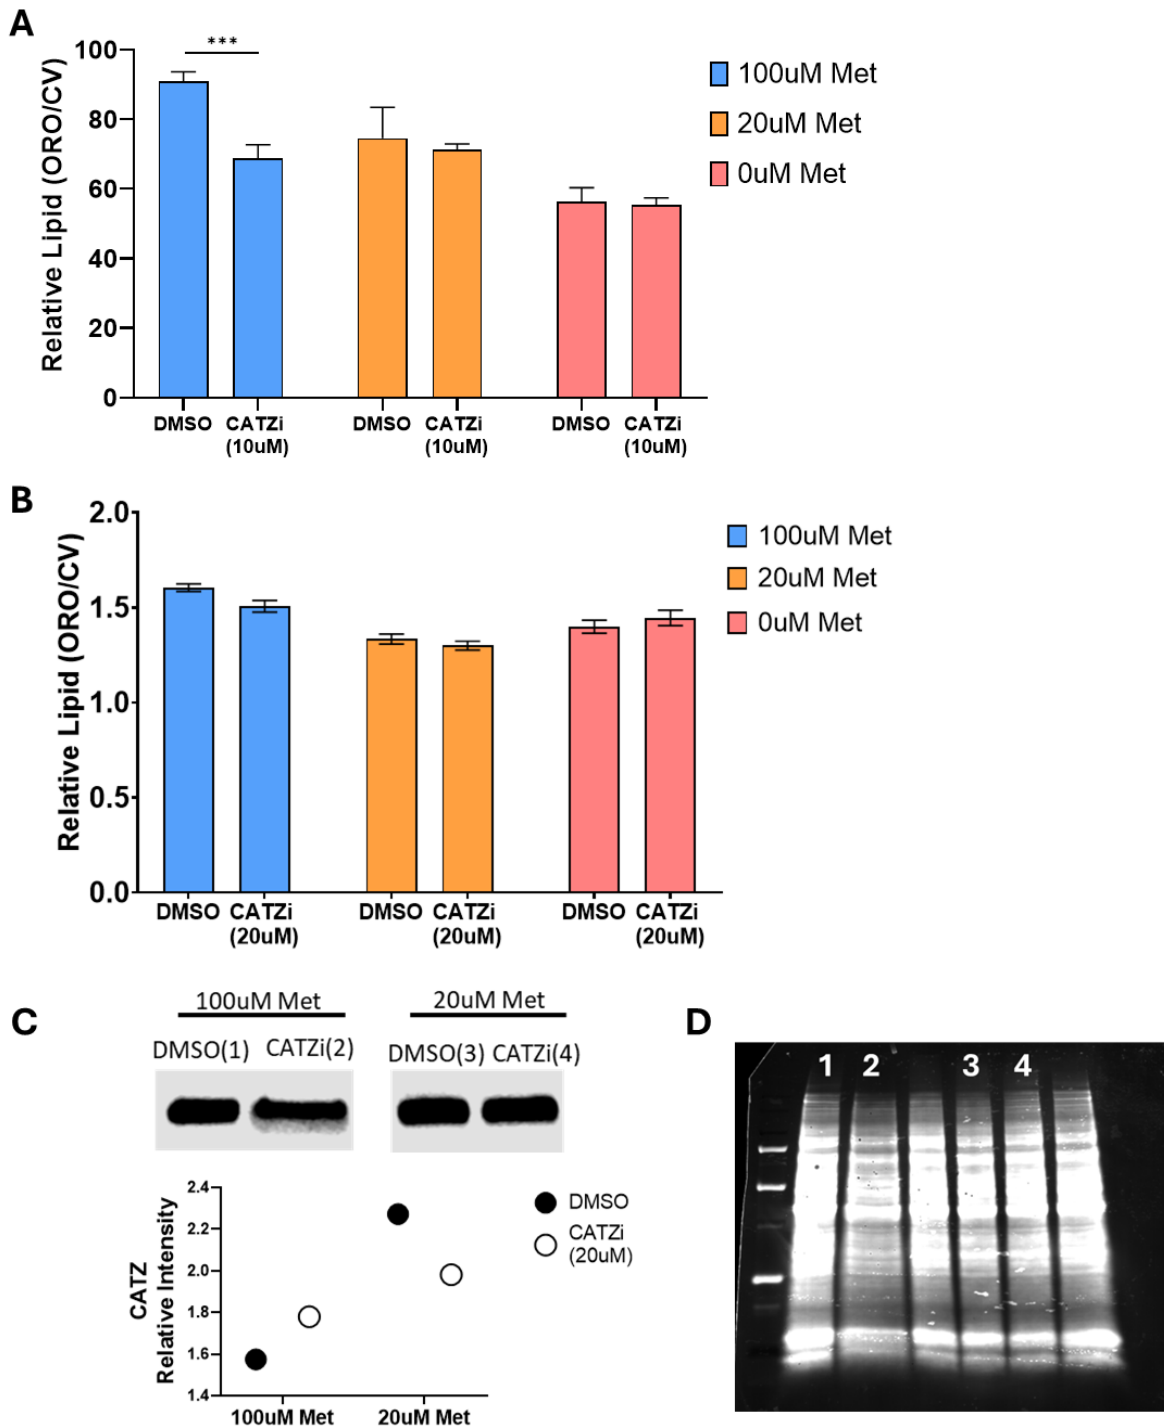 A
***
100
80
60
40
20
0
Relative Lipid (ORO/CV)
100uM Met
20uM Met
0uM Met
DMSO CATZi DMSO CATZi DMSO CATZi
(10uM) (10uM) (10uM)
B
2.0
1.5
1.0
0.5
0.0
Relative Lipid (ORO/CV)
100uM Met
20uM Met
0uM Met
DMSO CATZi DMSO CATZi DMSO CATZi
(20uM) (20uM) (20uM)
C
100uM Met 20uM Met
DMSO(1) CATZi(2) DMSO(3) CATZi(4)
2.4
2.2
2.0
1.8
1.6
1.4
CATZ
Relative Intensity
DMSO
CATZi
(20uM)
100uM Met 20uM Met
D
1 2 3 4